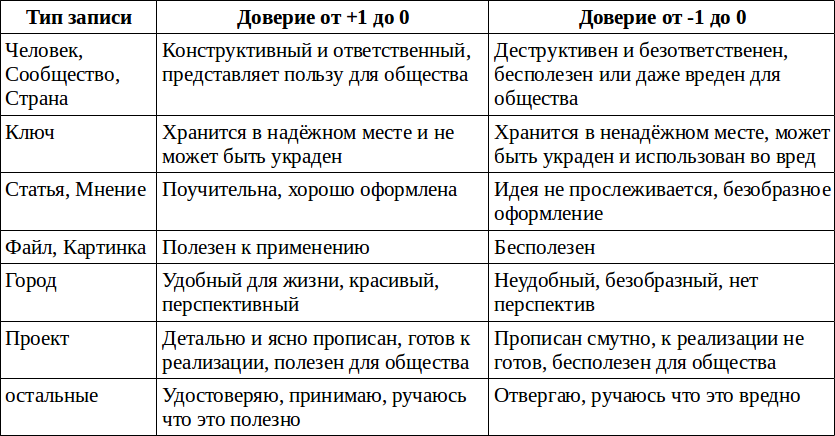 Тип записи
Доверие от +1 до 0
Доверие от -1 до 0
Человек,
Сообщество,
Страна
Конструктивный и ответственный,
представляет пользу для общества
Деструктивен и безответственен,
бесполезен или даже вреден для
общества
Ключ
Хранится в надёжном месте и не
может быть украден
Хранится в ненадёжном месте, может
быть украден и использован во вред
Статья, Мнение
Поучительна, хорошо оформлена
Идея не прослеживается, безобразное
оформление
Файл, Картинка
Полезен к применению
Бесполезен
Город
Удобный для жизни, красивый,
перспективный
Неудобный, безобразный, нет
перспектив
Проект
Детально и ясно прописан, готов к
реализации, полезен для общества
Прописан смутно, к реализации не
готов, бесполезен для общества
остальные
Удостоверяю, принимаю, ручаюсь
что это полезно
Отвергаю, ручаюсь что это вредно